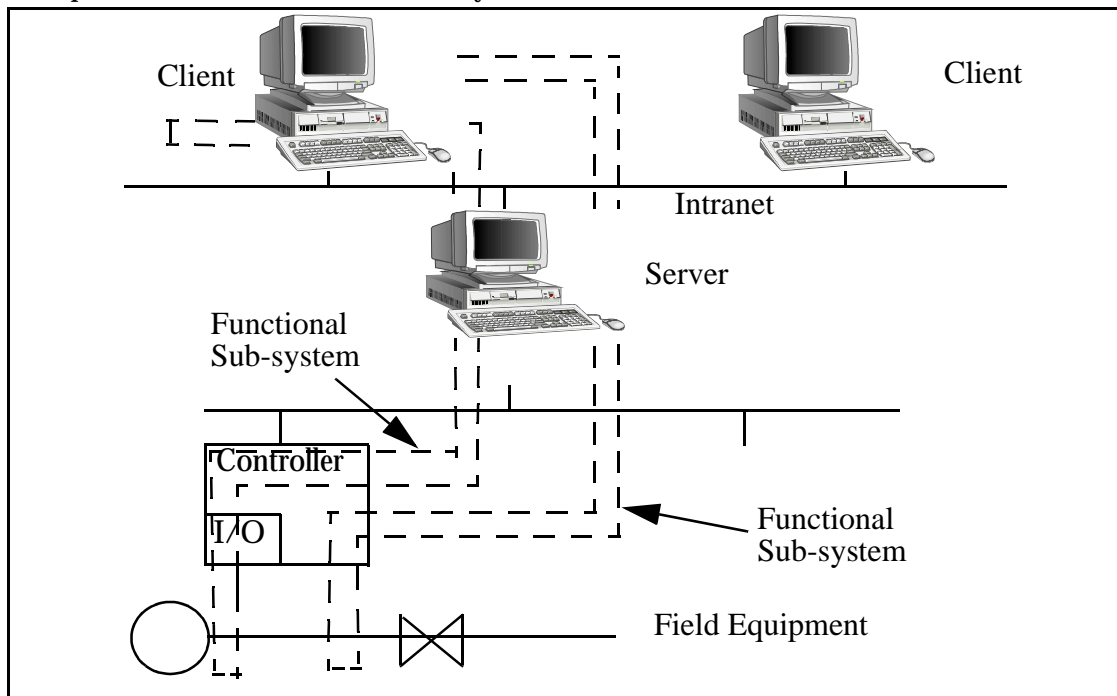 Client
Client
Intranet
Server
Functional
Sub-system
Controller
I/O
Functional
Sub-system
Field Equipment